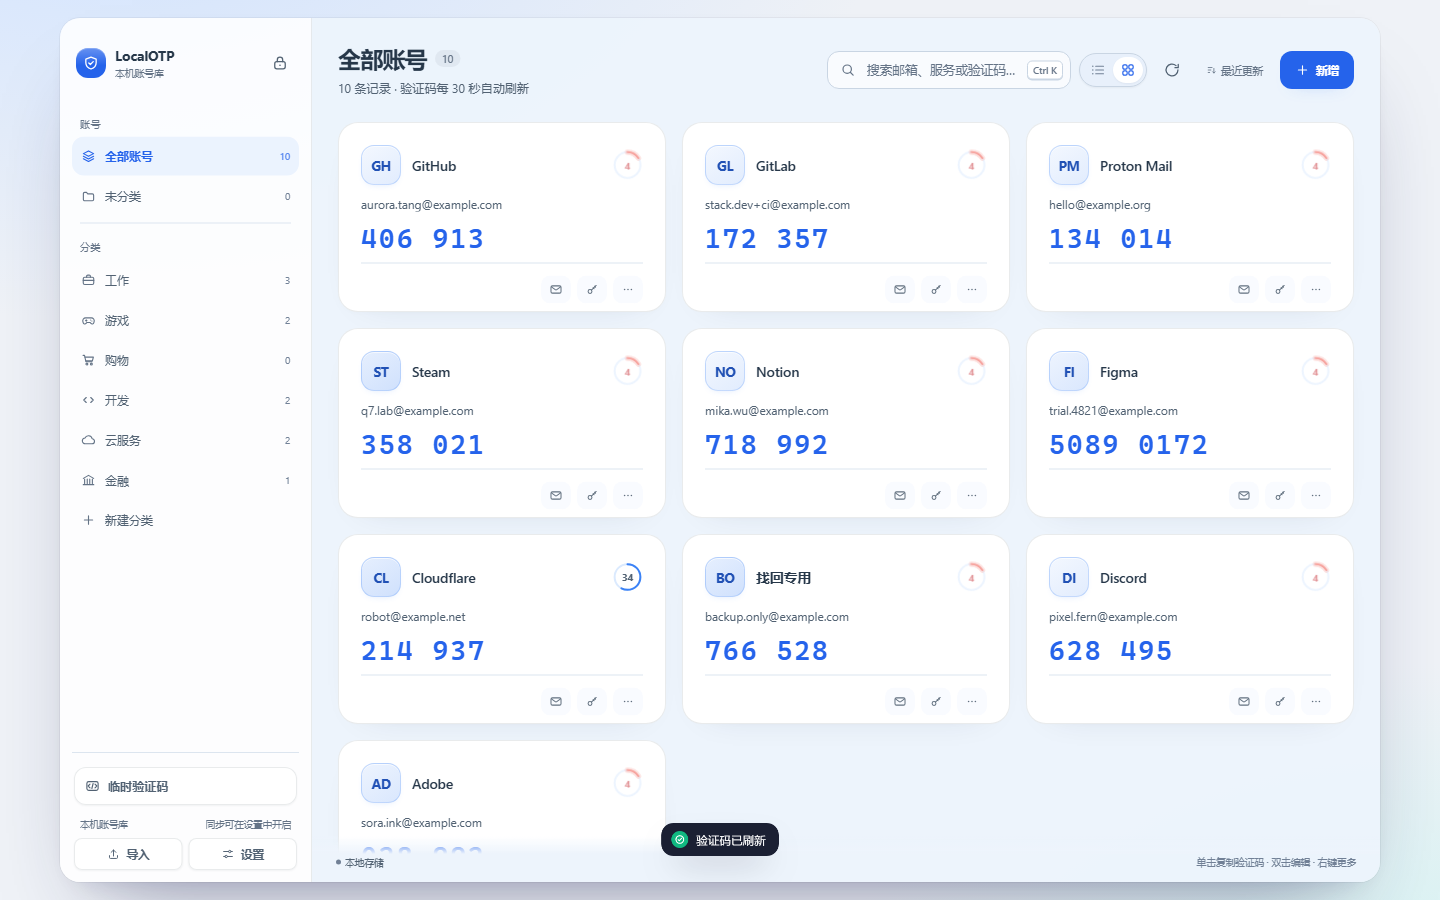 LocalOTP
本机账号库
账号
全部账号 10
未分类 0
分类
工作 3
游戏 2
购物 0
开发 2
云服务 2
金融 1
新建分类
临时验证码
本机账号库 同步可在设置中开启
导入 设置
全部账号 10
10 条记录 · 验证码每 30 秒自动刷新
搜索邮箱、服务或验证码... Ctrl K
最近更新
新增
GH GitHub 4
aurora.tang@example.com
406 913
GL GitLab 4
stack.dev+ci@example.com
172 357
PM Proton Mail 4
hello@example.org
134 014
ST Steam 4
q7.lab@example.com
358 021
NO Notion 4
mika.wu@example.com
718 992
FI Figma 4
trial.4821@example.com
5089 0172
CL Cloudflare 34
robot@example.net
214 937
BO 找回专用 4
backup.only@example.com
766 528
DI Discord 4
pixel.fern@example.com
628 495
AD Adobe 4
sora.ink@example.com
验证码已刷新
本地存储
单击复制验证码 · 双击编辑 · 右键更多